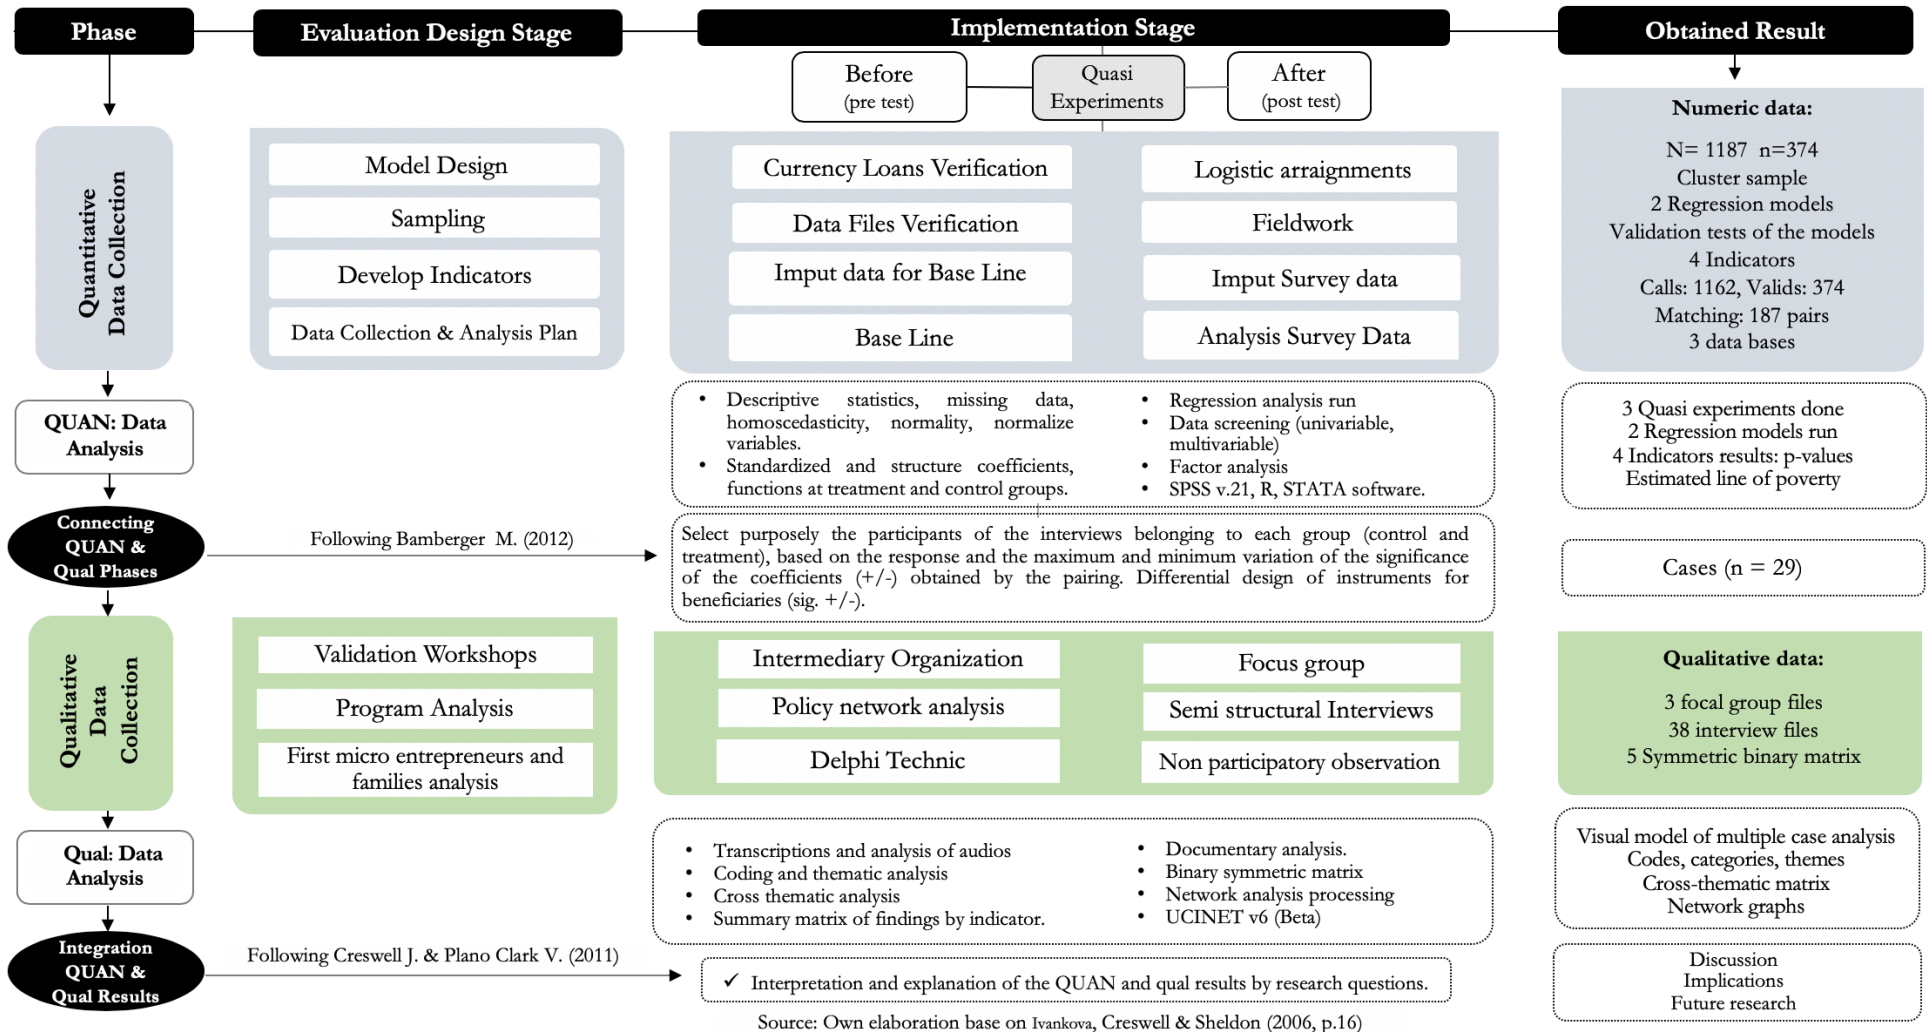 Phase
Evaluation Design Stage
Implementation Stage
Obtained Result
Before
(pre test)
Quasi
Experiments
After
(post test)
Quantitative
Data Collection
Model Design
Sampling
Develop Indicators
Data Collection & Analysis Plan
Currency Loans Verification
Data Files Verification
Imput data for Base Line
Base Line
Logistic arraignments
Fieldwork
Imput Survey data
Analysis Survey Data
Numeric data:
N= 1187 n=374
Cluster sample
2 Regression models
Validation tests of the models
4 Indicators
Calls: 1162, Valids: 374
Matching: 187 pairs
3 data bases
QUAN: Data
Analysis
• Descriptive statistics, missing data,
homoscedasticity, normality, normalize
variables.
• Standardized and structure coefficients,
functions at treatment and control groups.
• Regression analysis run
• Data screening (univariable,
multivariable)
• Factor analysis
• SPSS v.21, R, STATA software.
3 Quasi experiments done
2 Regression models run
4 Indicators results: p-values
Estimated line of poverty
Connecting
QUAN &
Qual Phases
Following Bamberger M. (2012)
Select purposely the participants of the interviews belonging to each group (control and
treatment), based on the response and the maximum and minimum variation of the significance
of the coefficients (+/-) obtained by the pairing. Differential design of instruments for
beneficiaries (sig. +/-).
Cases (n = 29)
Qualitative
Data
Collection
Validation Workshops
Program Analysis
First micro entrepreneurs and
families analysis
Intermediary Organization
Policy network analysis
Delphi Technic
Focus group
Semi structural Interviews
Non participatory observation
Qualitative data:
3 focal group files
38 interview files
5 Symmetric binary matrix
Qual: Data
Analysis
• Transcriptions and analysis of audios
• Coding and thematic analysis
• Cross thematic analysis
• Summary matrix of findings by indicator.
• Documentary analysis.
• Binary symmetric matrix
• Network analysis processing
• UCINET v6 (Beta)
Visual model of multiple case analysis
Codes, categories, themes
Cross-thematic matrix
Network graphs
Integration
QUAN &
Qual Results
Following Creswell J. & Plano Clark V. (2011)
✓ Interpretation and explanation of the QUAN and qual results by research questions.
Discussion
Implications
Future research
Source: Own elaboration base on Ivankova, Creswell & Sheldon (2006, p.16)